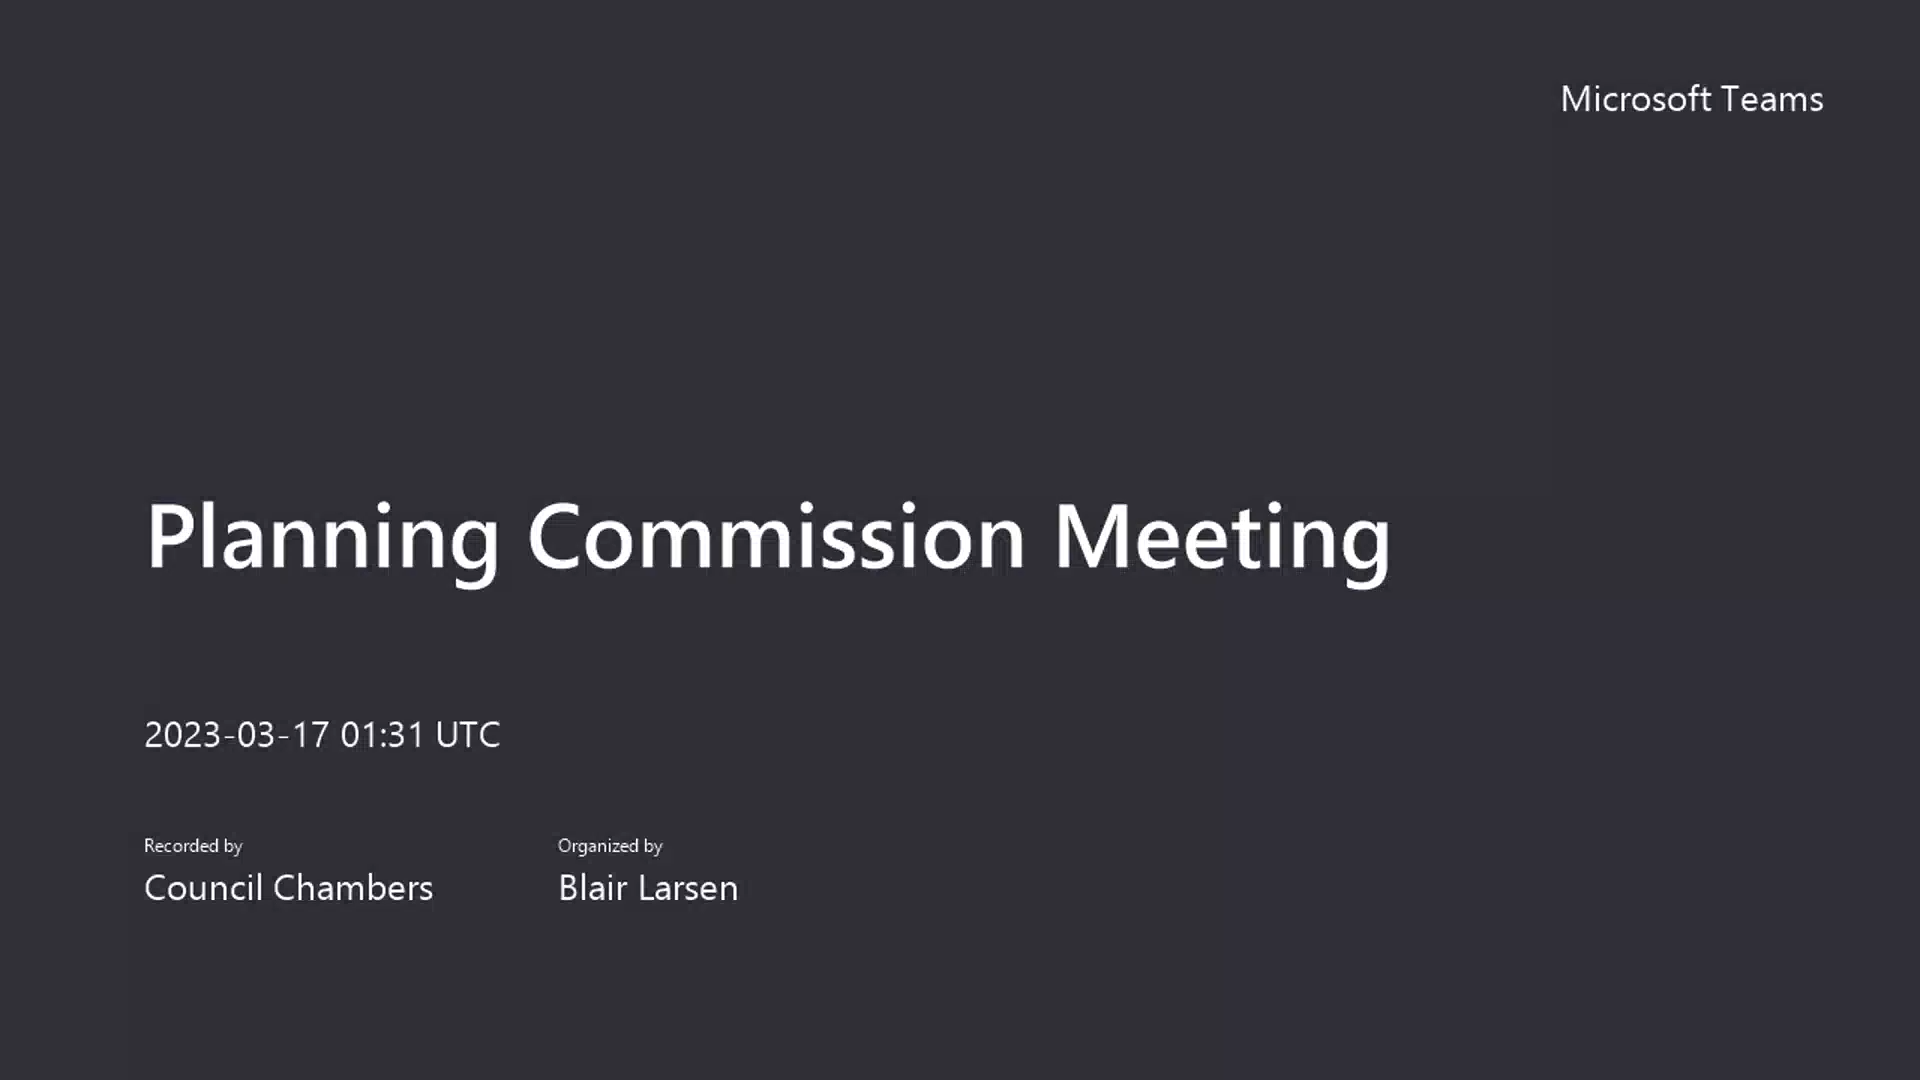 Microsoft Teams
Planning Commission Meeting
2023-03-17 01:31 UTC
Recorded by
Council Chambers
Organized by
Blair Larsen